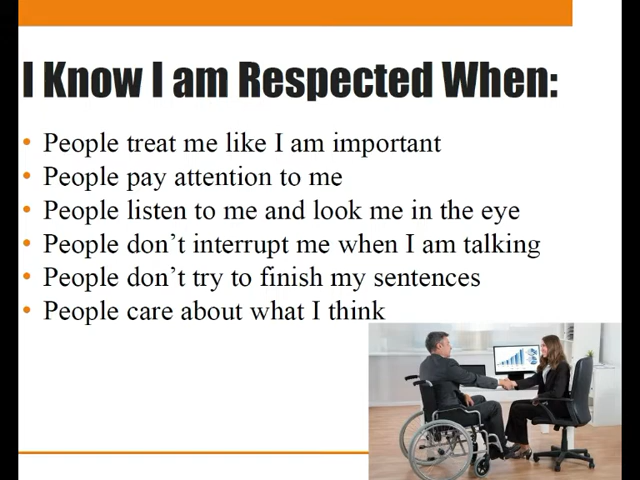 I Know I am Respected When:
• People treat me like I am important
• People pay attention to me
• People listen to me and look me in the eye
• People don't interrupt me when I am talking
• People don't try to finish my sentences
• People care about what I think